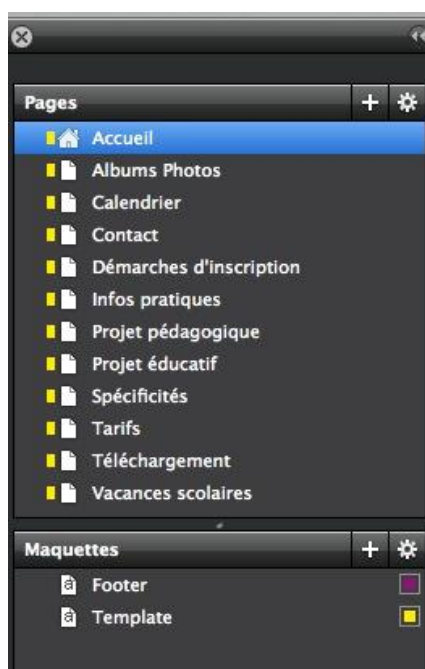 Pages
Accueil
Albums Photos
Calendrier
Contact
Démarches d'inscription
Infos pratiques
Projet pédagogique
Projet éducatif
Spécificités
Tarifs
Téléchargement
Vacances scolaires
Maquettes
Footer
Template